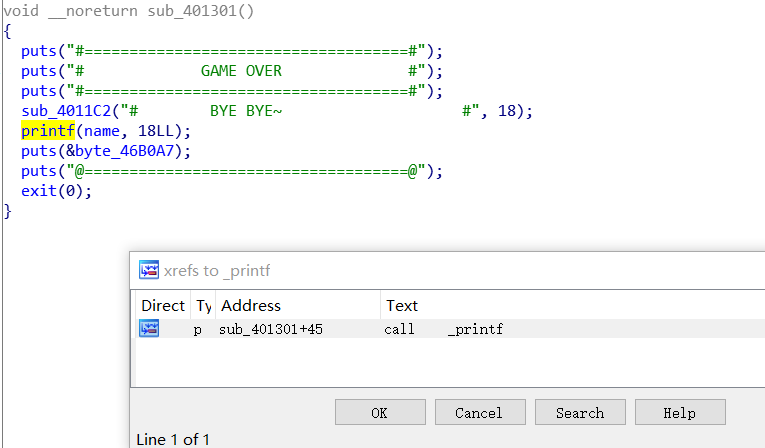 void __noreturn sub_401301()
{
  puts("#====================================#");
  puts("#             GAME OVER              #");
  puts("#====================================#");
  sub_4011C2("#        BYE BYE~                    #", 18);
  printf(name, 18LL);
  puts(&byte_46B0A7);
  puts("@====================================@");
  exit(0);
}
xrefs to _printf
Direct Ty Address Text
p sub_401301+45 call _printf
OK Cancel Search Help
Line 1 of 1